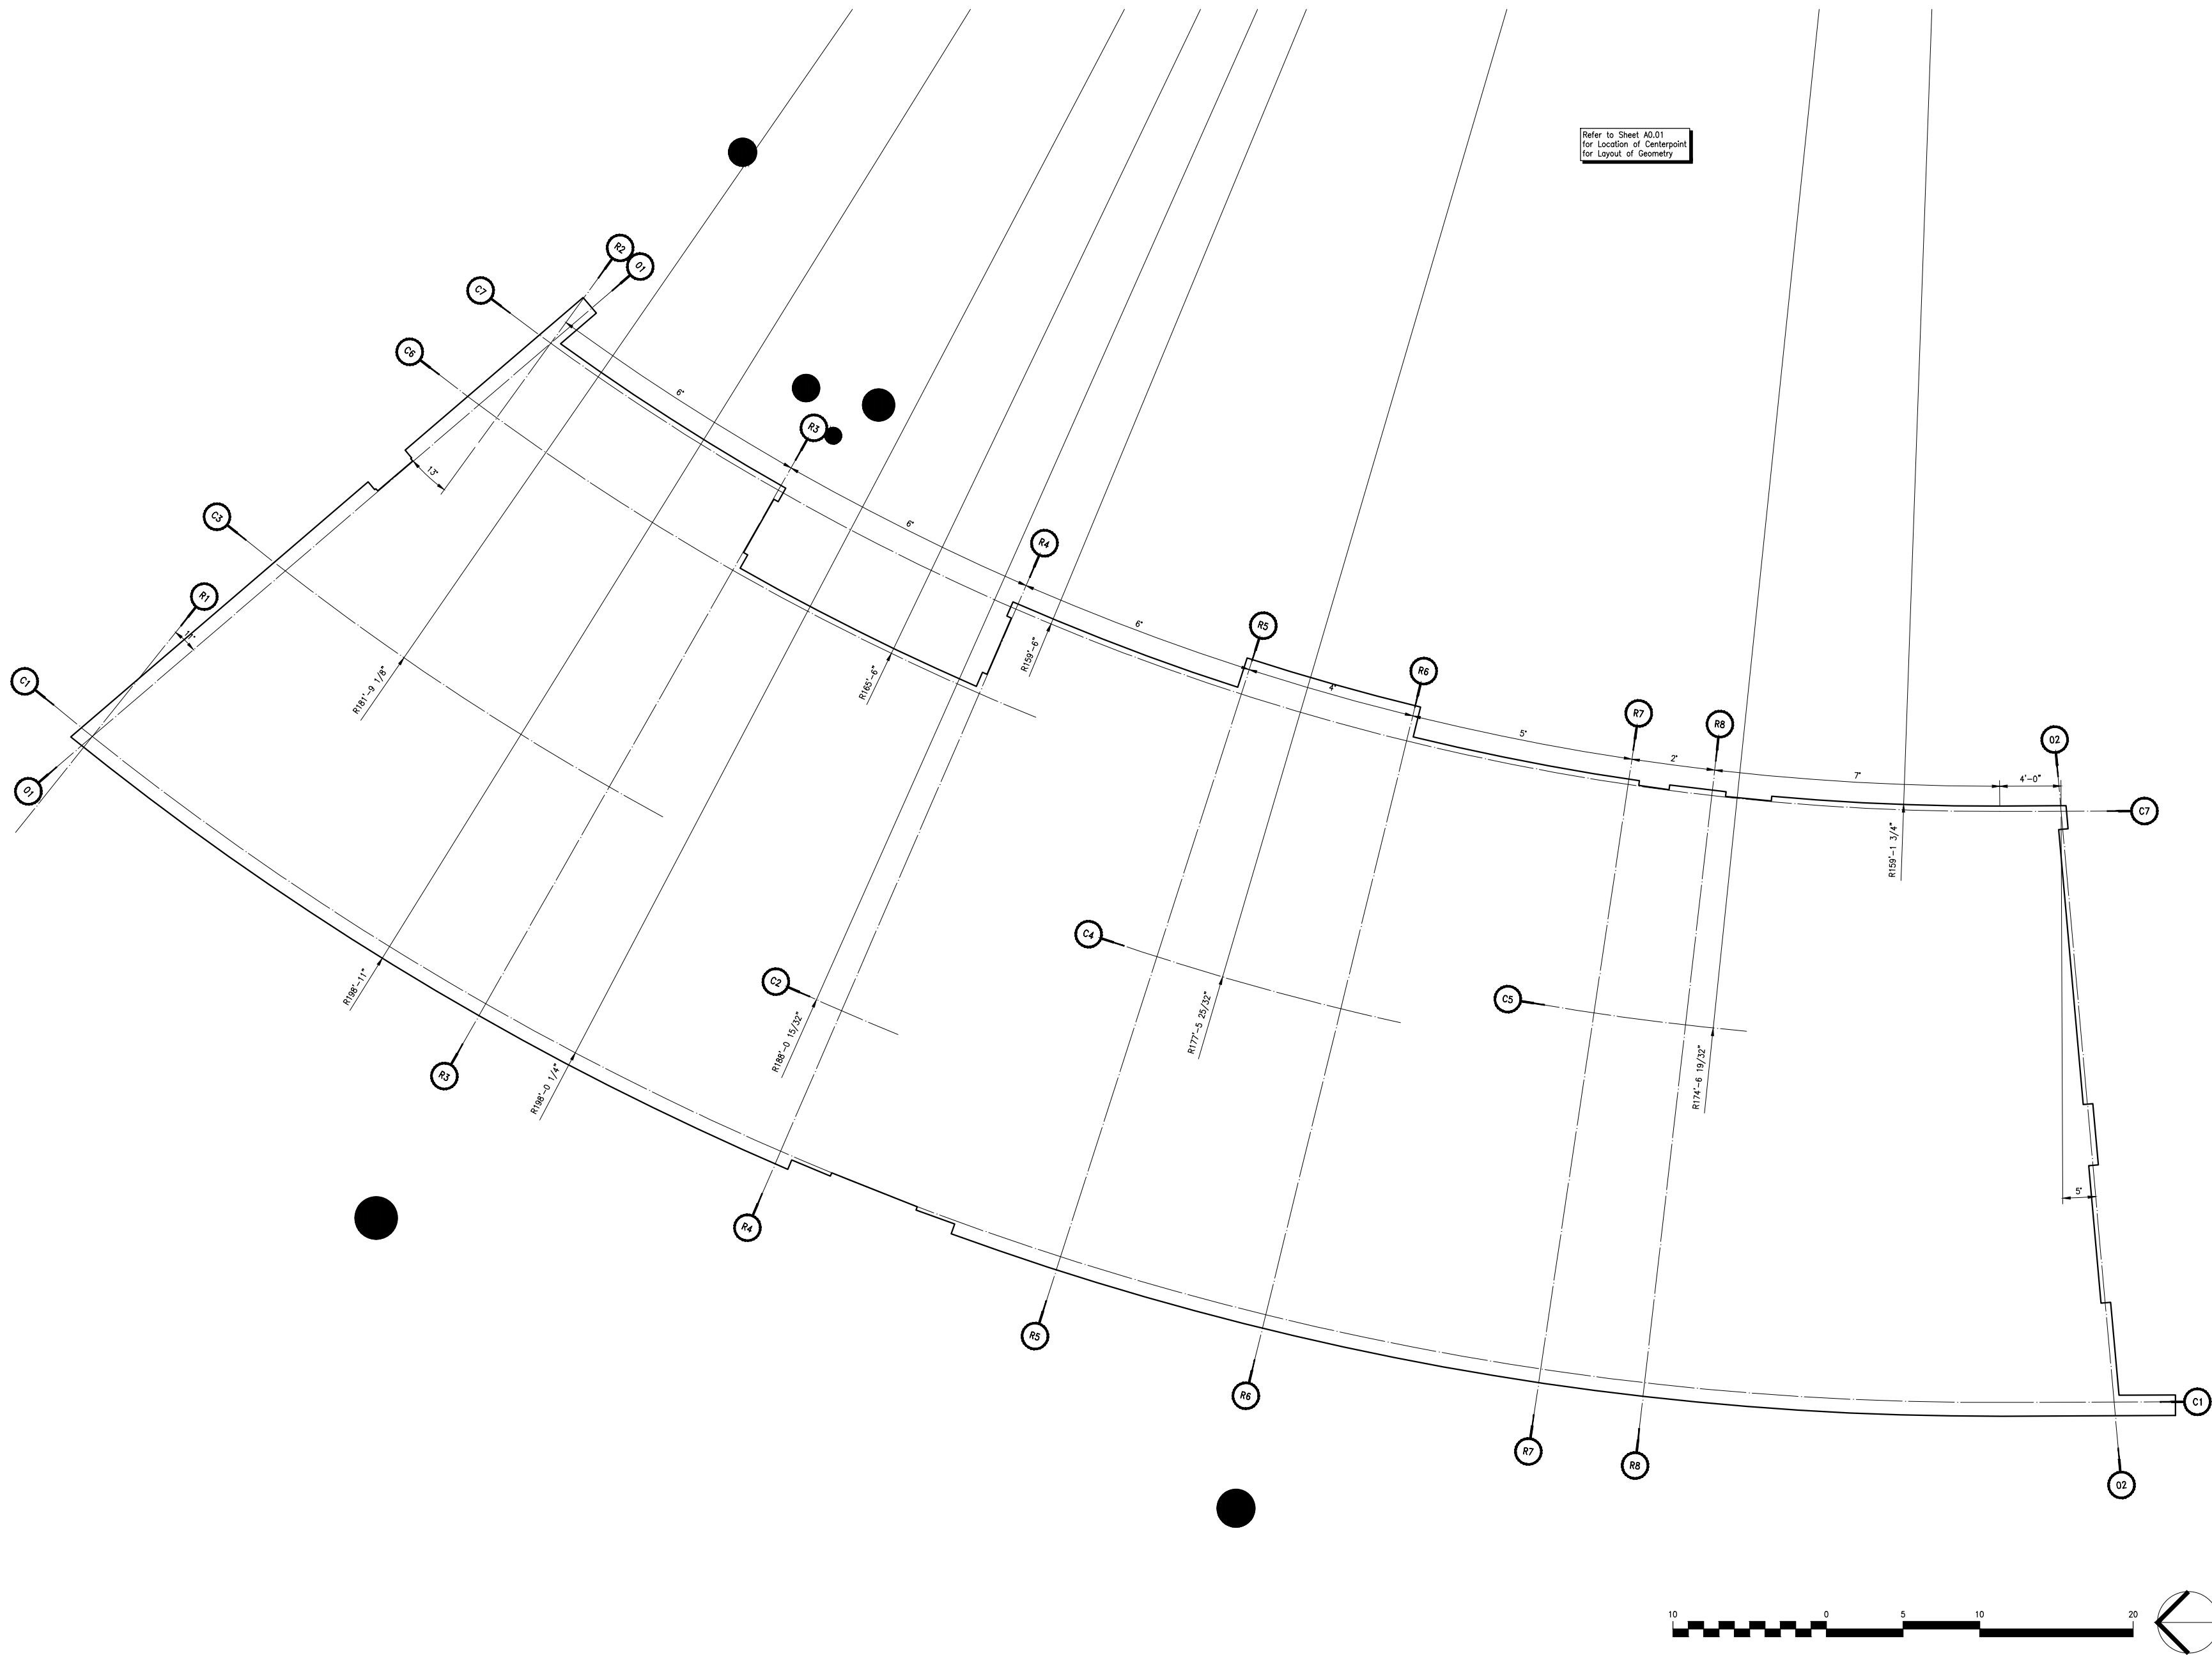 Refer to Sheet A0.01
for Location of Centerpoint
for Layout of Geometry
R2
O1
C7
C6
6°
R3
13°
C3
6°
R4
R1
11°
6°
R5
C1
R181'-9 1/8"
R165'-6"
R159'-6"
4°
R6
R7
R8
5°
2°
7°
4'-0"
O2
O1
C7
R159'-1 3/4"
C4
C2
C5
R198'-11"
R188'-0 15/32"
R177'-5 25/32"
R174'-6 19/32"
R3
R198'-0 1/4"
5°
R4
R5
R6
C1
R7
R8
O2
10 0 5 10 20